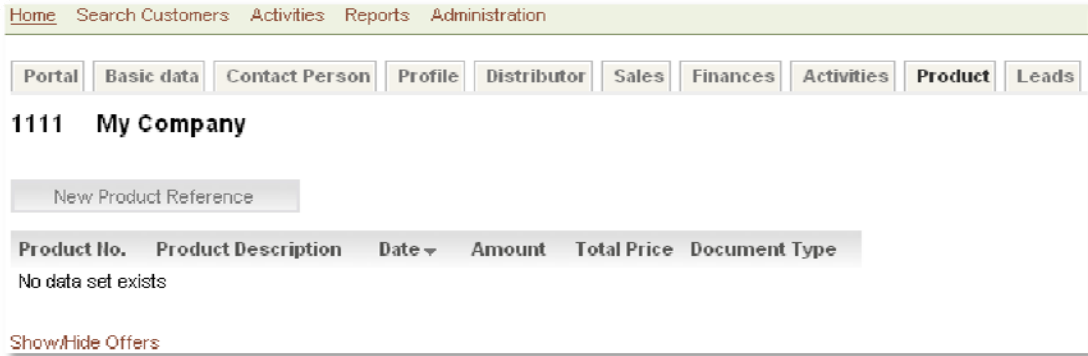 Home Search Customers Activities Reports Administration
Portal Basic data Contact Person Profile Distributor Sales Finances Activities Product Leads
1111 My Company
New Product Reference
Product No. Product Description Date Amount Total Price Document Type
No data set exists
Show/Hide Offers